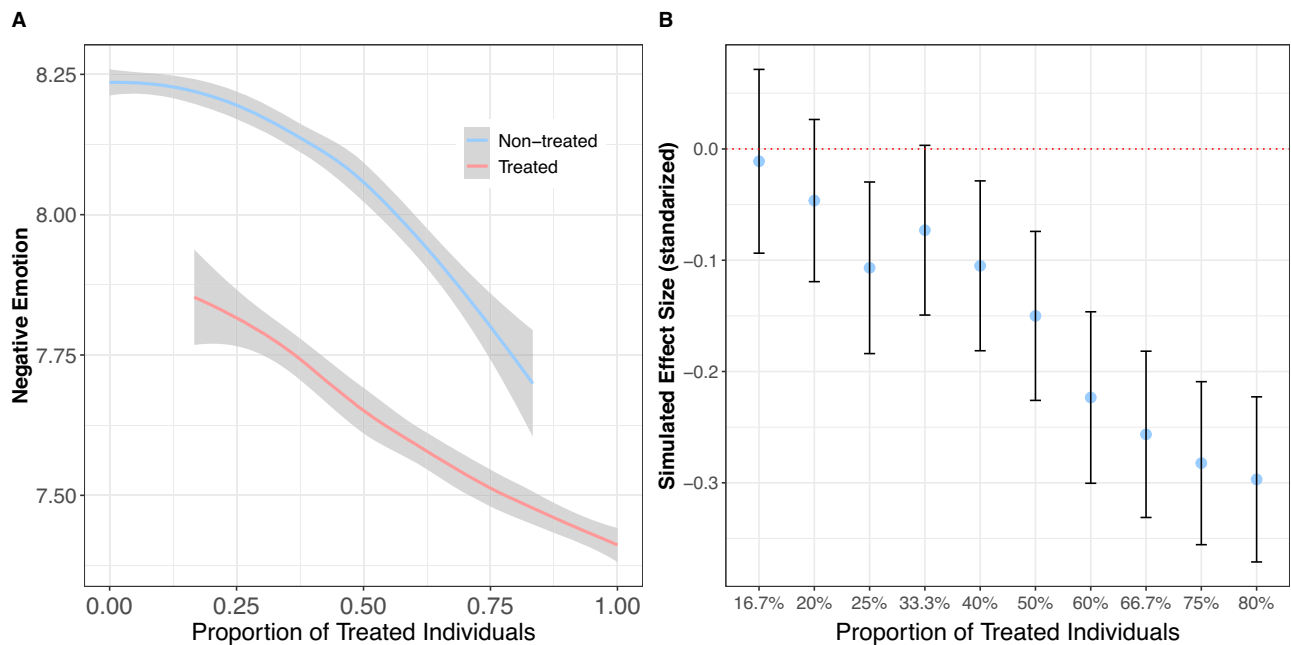 A
8.25
8.00
7.75
7.50
Negative Emotion
Non-treated
Treated
0.00 0.25 0.50 0.75 1.00
Proportion of Treated Individuals
B
0.0
−0.1
−0.2
−0.3
Simulated Effect Size (standarized)
16.7% 20% 25% 33.3% 40% 50% 60% 66.7% 75% 80%
Proportion of Treated Individuals